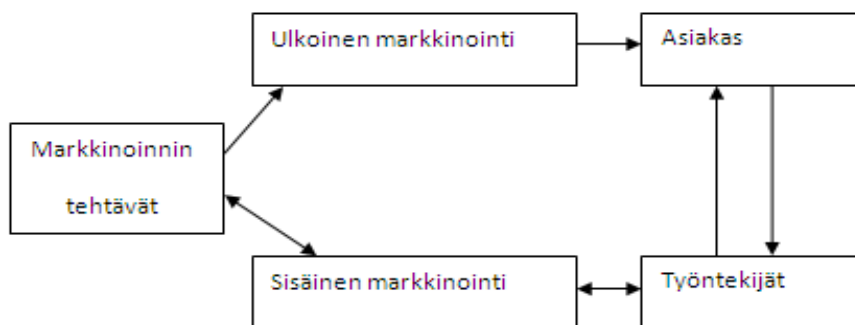 Ulkoinen markkinointi
Asiakas
Markkinoinnin
tehtävät
Sisäinen markkinointi
Työntekijät